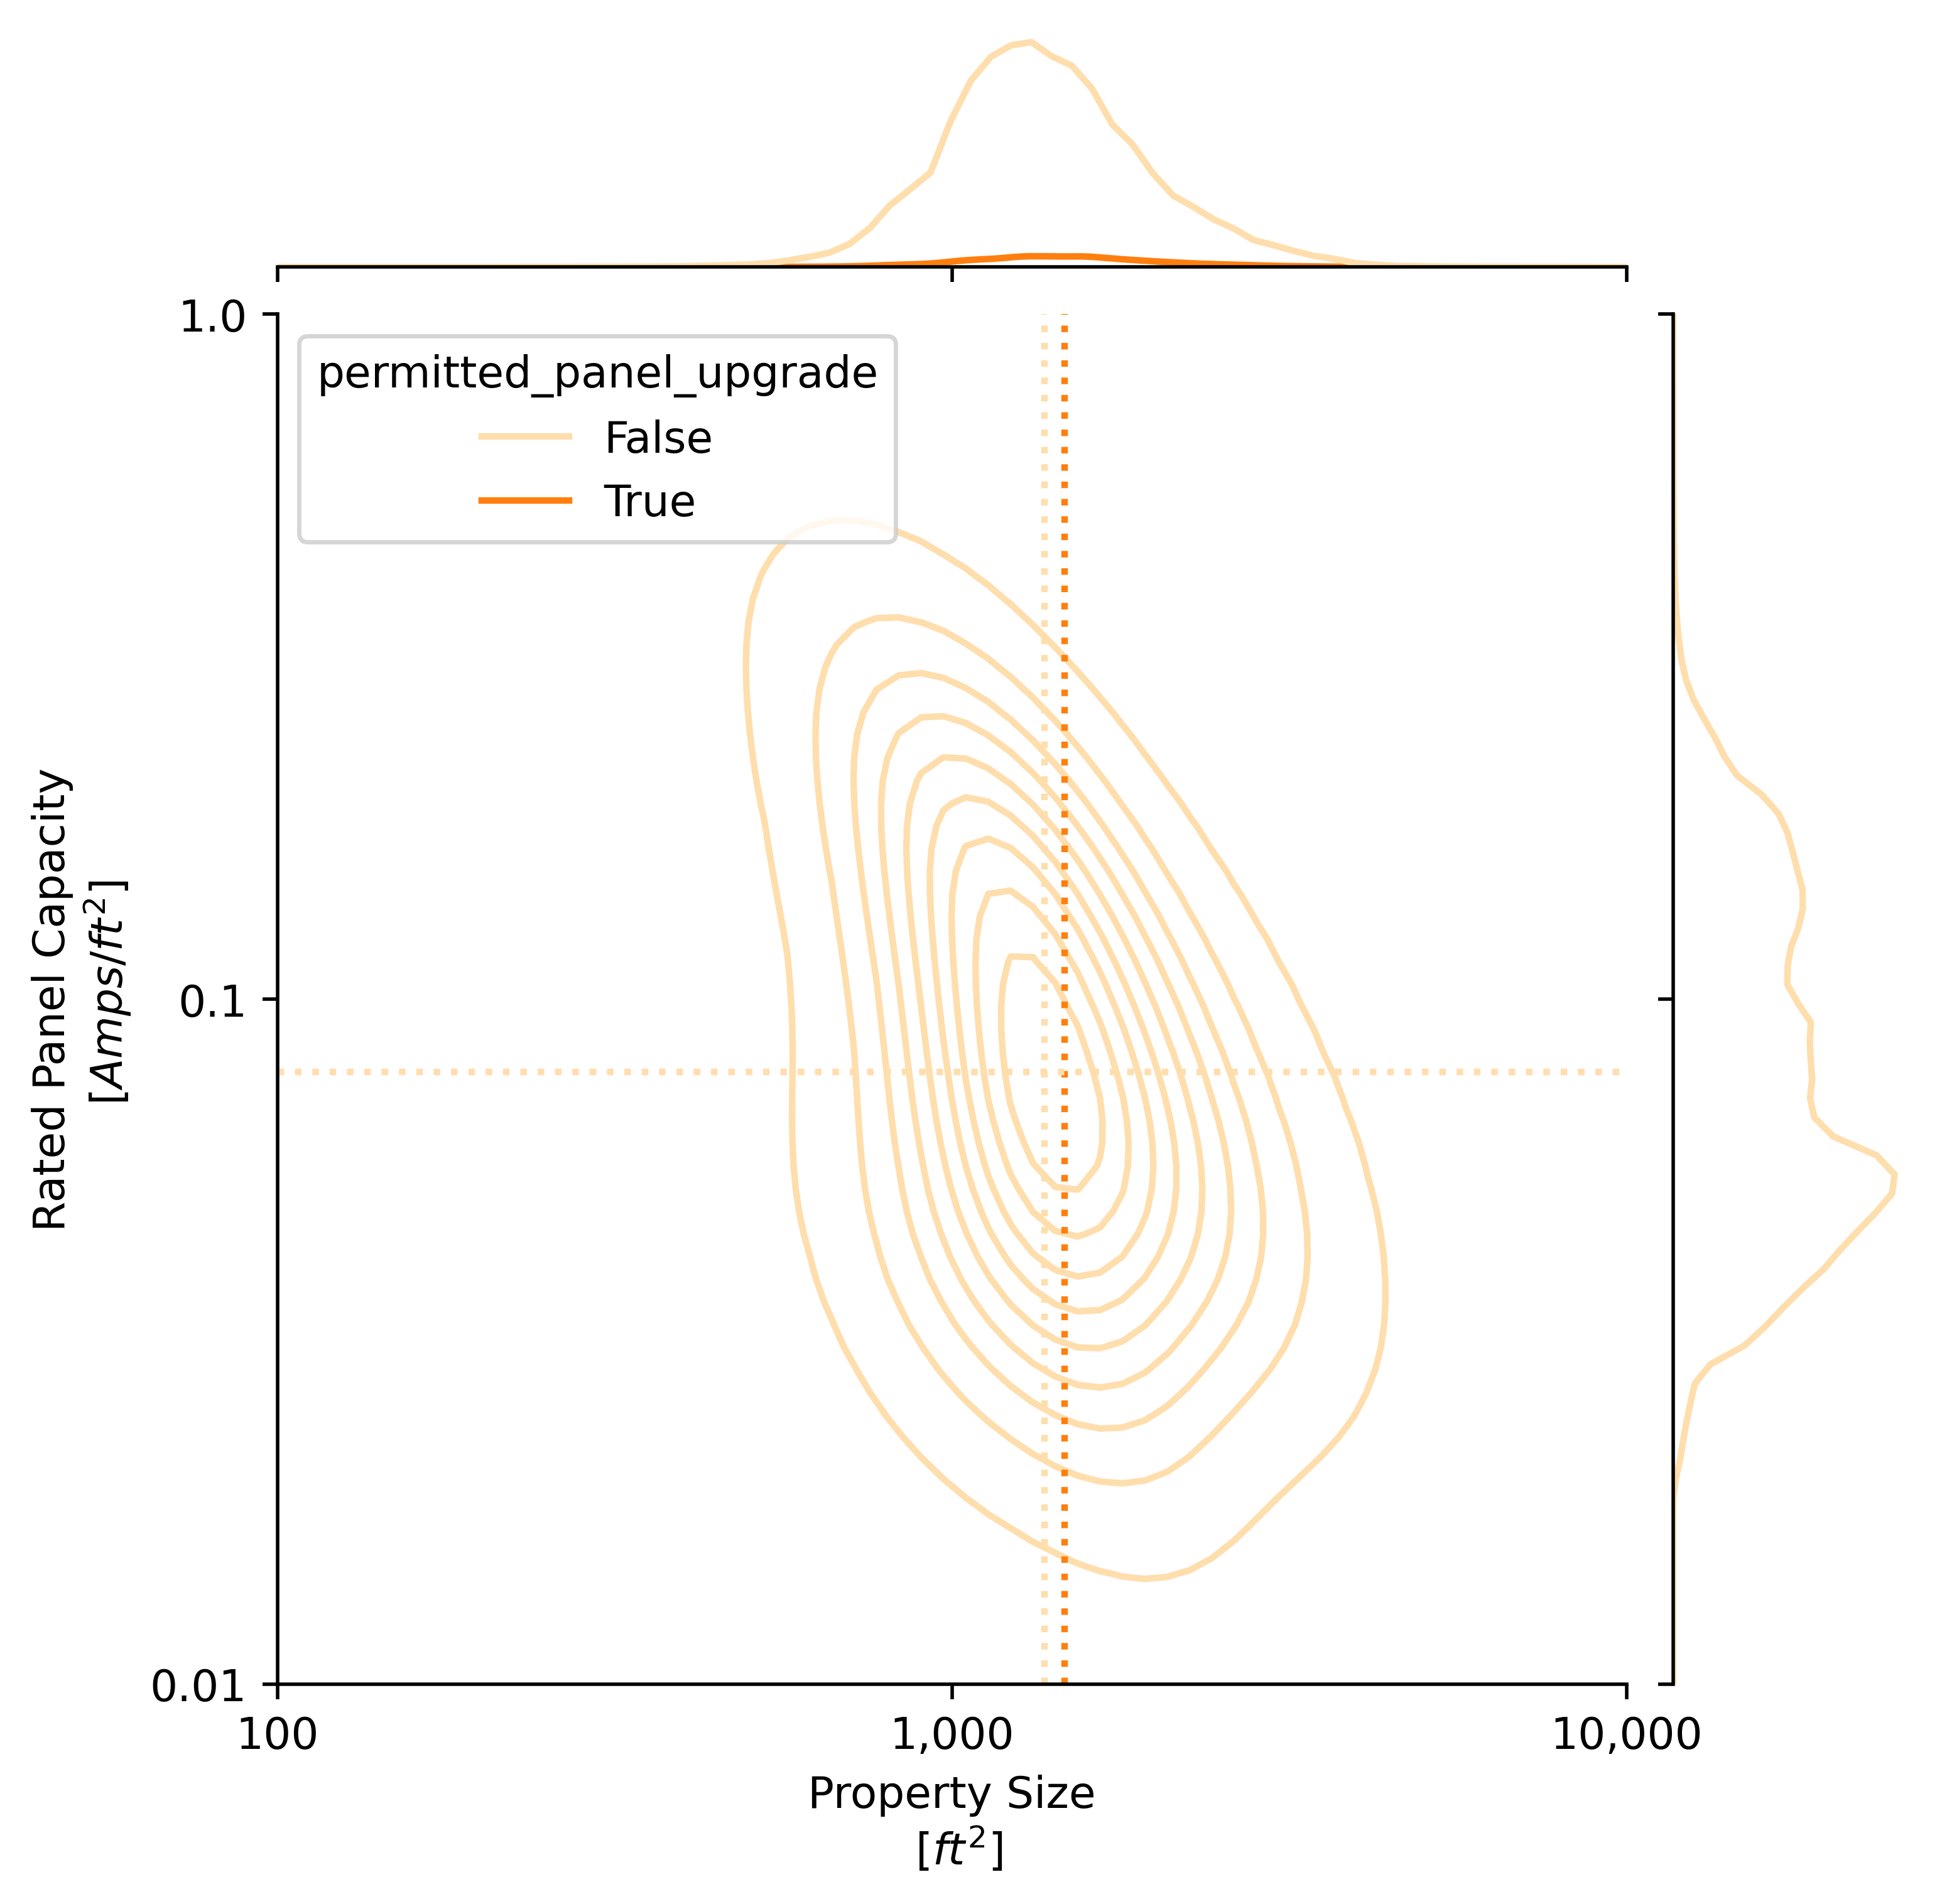 1.0
permitted_panel_upgrade
False
True
Rated Panel Capacity
[Amps/ft²]
0.1
0.01
100
1,000
10,000
Property Size
[ft²]